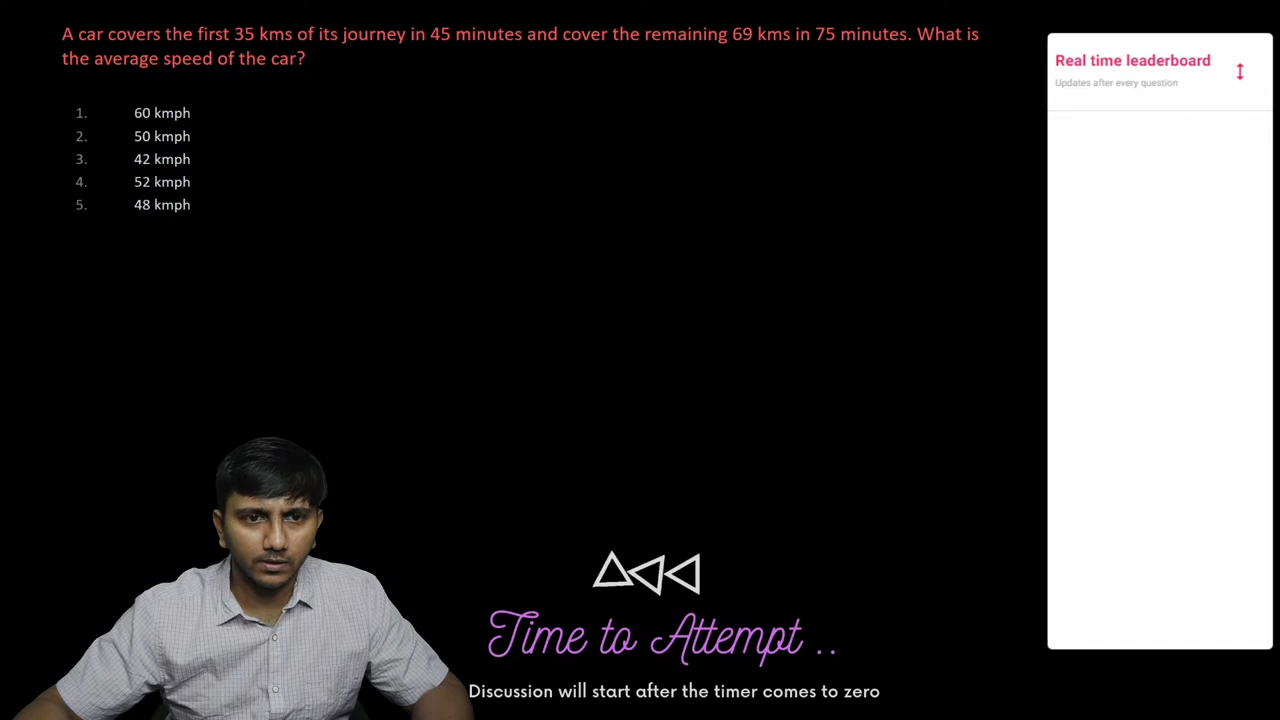 A car covers the first 35 kms of its journey in 45 minutes and cover the remaining 69 kms in 75 minutes. What is
the average speed of the car?
1. 60 kmph
2. 50 kmph
3. 42 kmph
4. 52 kmph
5. 48 kmph
Real time leaderboard
Updates after every question
Time to Attempt ..
Discussion will start after the timer comes to zero